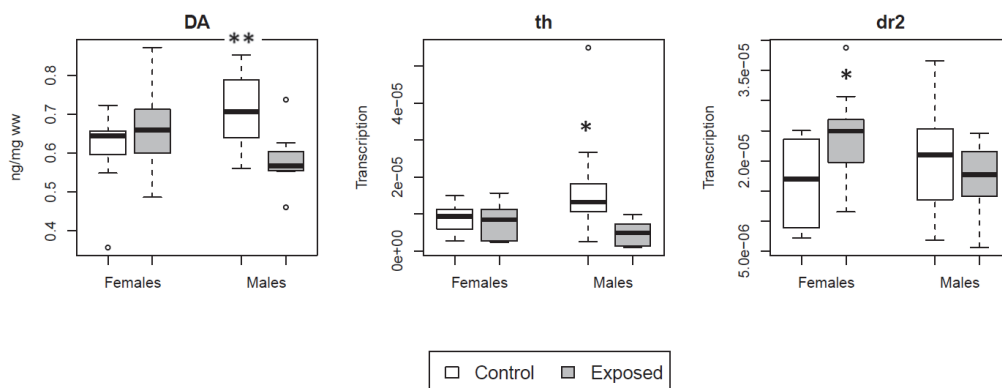 DA
ng/mg ww
0.4
0.5
0.6
0.7
0.8
**
Females
Males
th
Transcription
0e+00
2e-05
4e-05
*
Females
Males
dr2
Transcription
5.0e-06
2.0e-05
3.5e-05
*
Females
Males
Control
Exposed